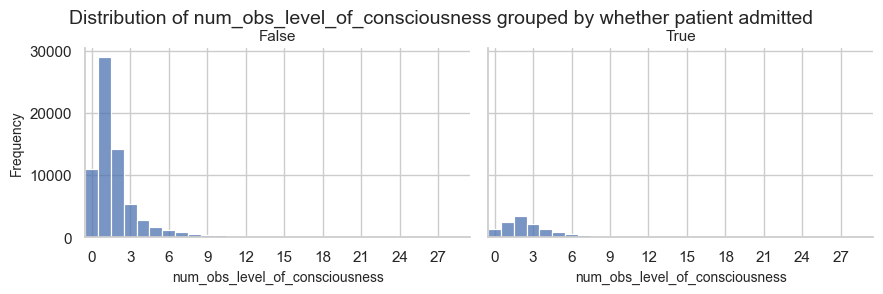 Distribution of num_obs_level_of_consciousness grouped by whether patient admitted
False
True
Frequency
30000
20000
10000
0
0 3 6 9 12 15 18 21 24 27
0 3 6 9 12 15 18 21 24 27
num_obs_level_of_consciousness
num_obs_level_of_consciousness